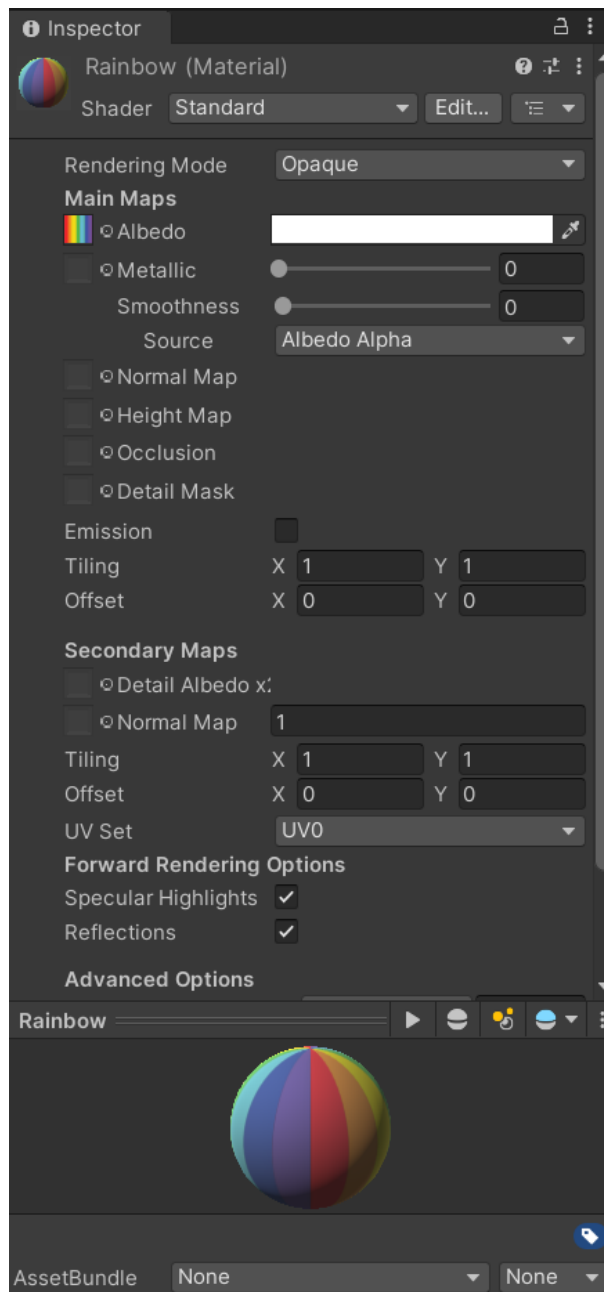 Inspector
Rainbow (Material)
Shader Standard Edit...
Rendering Mode Opaque
Main Maps
Albedo
Metallic 0
Smoothness 0
Source Albedo Alpha
Normal Map
Height Map
Occlusion
Detail Mask
Emission
Tiling X 1 Y 1
Offset X 0 Y 0
Secondary Maps
Detail Albedo x
Normal Map 1
Tiling X 1 Y 1
Offset X 0 Y 0
UV Set UV0
Forward Rendering Options
Specular Highlights
Reflections
Advanced Options
Rainbow
AssetBundle None None